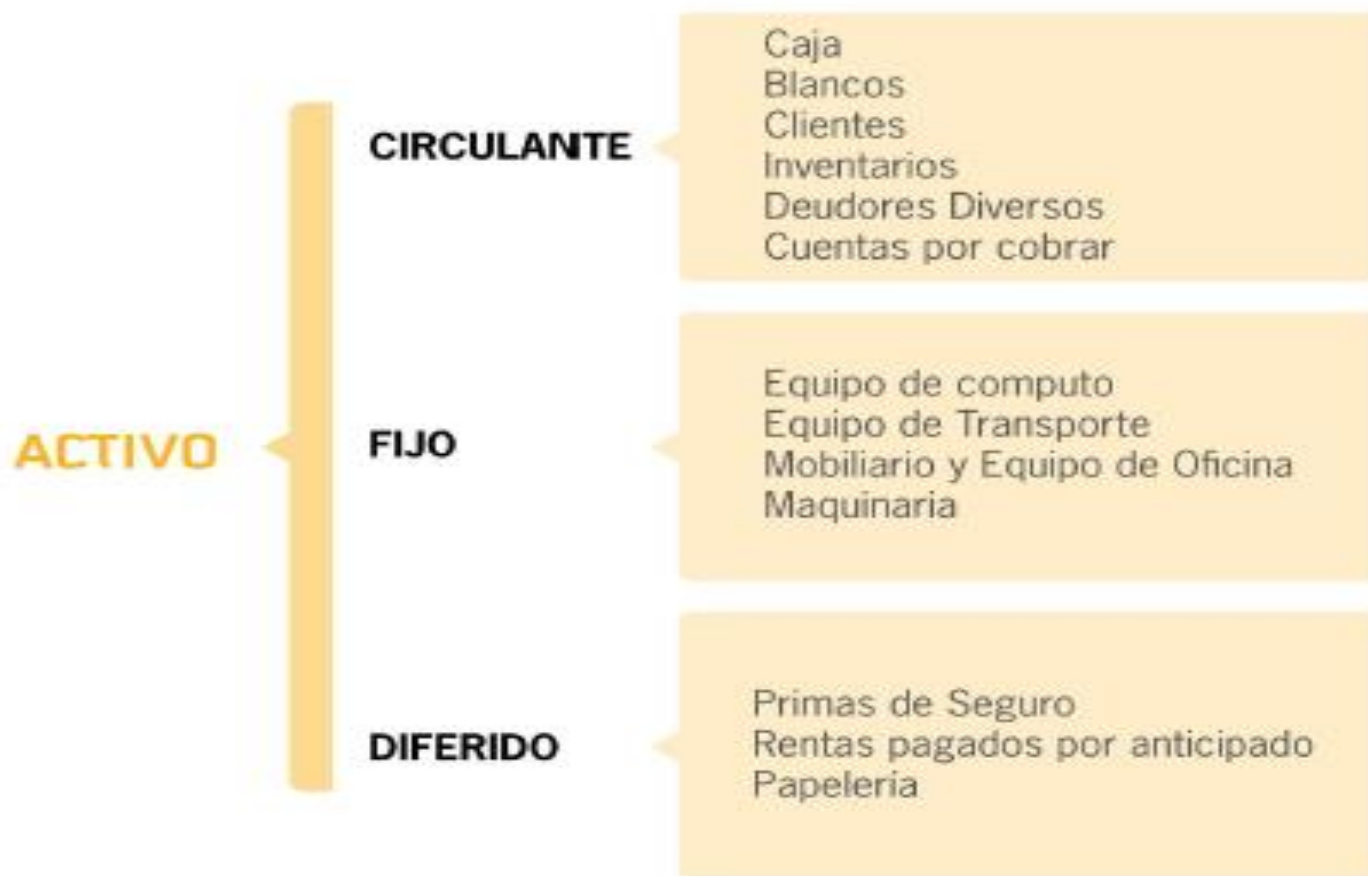 ACTIVO
CIRCULANTE
Caja
Blancos
Clientes
Inventarios
Deudores Diversos
Cuentas por cobrar
FIJO
Equipo de computo
Equipo de Transporte
Mobiliario y Equipo de Oficina
Maquinaria
DIFERIDO
Primas de Seguro
Rentas pagados por anticipado
Papelería